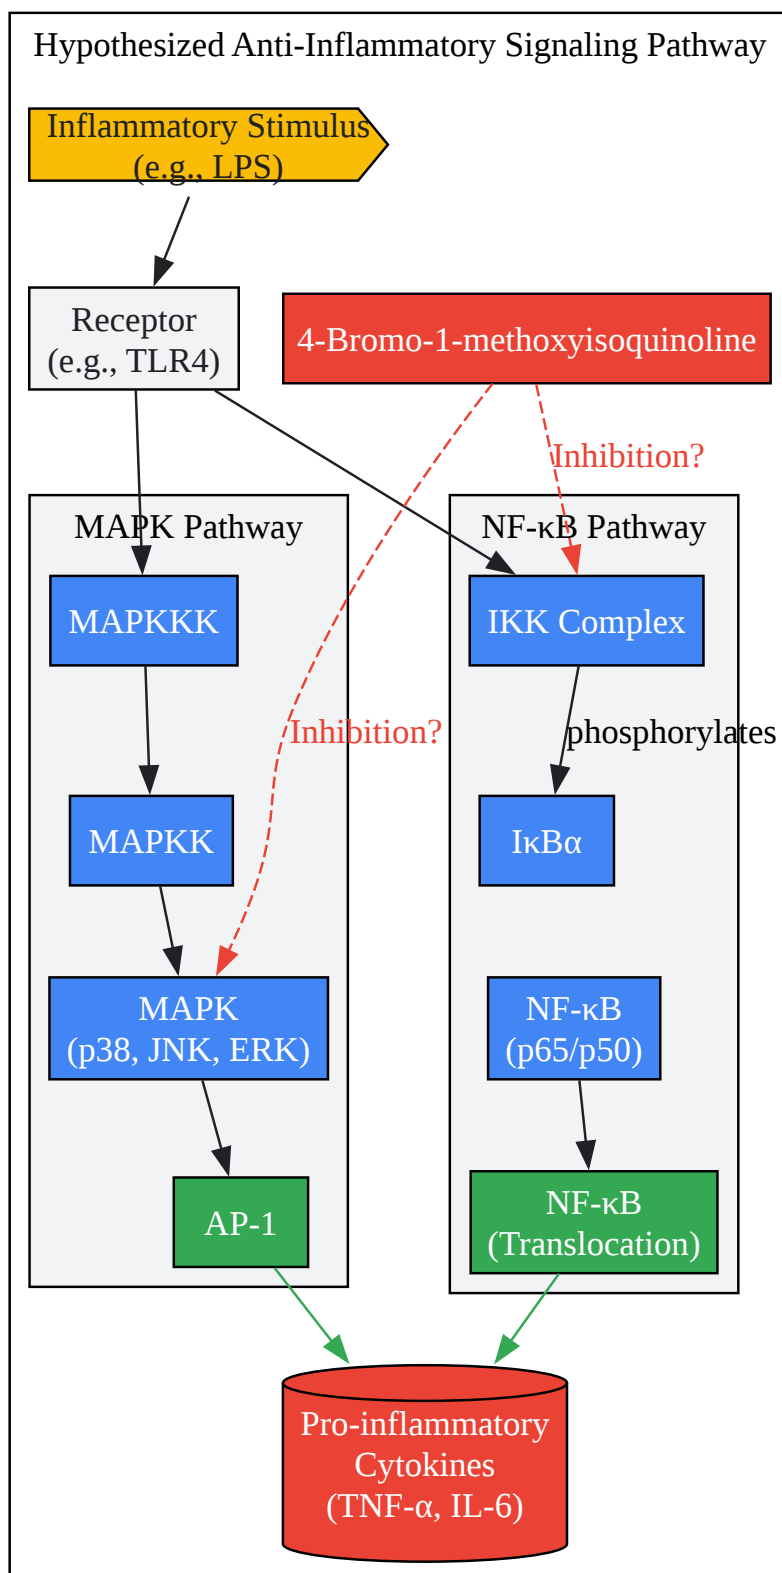 Hypothesized Anti-Inflammatory Signaling Pathway
Inflammatory Stimulus
(e.g., LPS)
Receptor
(e.g., TLR4)
4-Bromo-1-methoxyisoquinoline
Inhibition?
MAPK Pathway
NF-κB Pathway
MAPKKK
IKK Complex
Inhibition?
phosphorylates
MAPKK
IκBα
MAPK
(p38, JNK, ERK)
NF-κB
(p65/p50)
AP-1
NF-κB
(Translocation)
Pro-inflammatory
Cytokines
(TNF-α, IL-6)